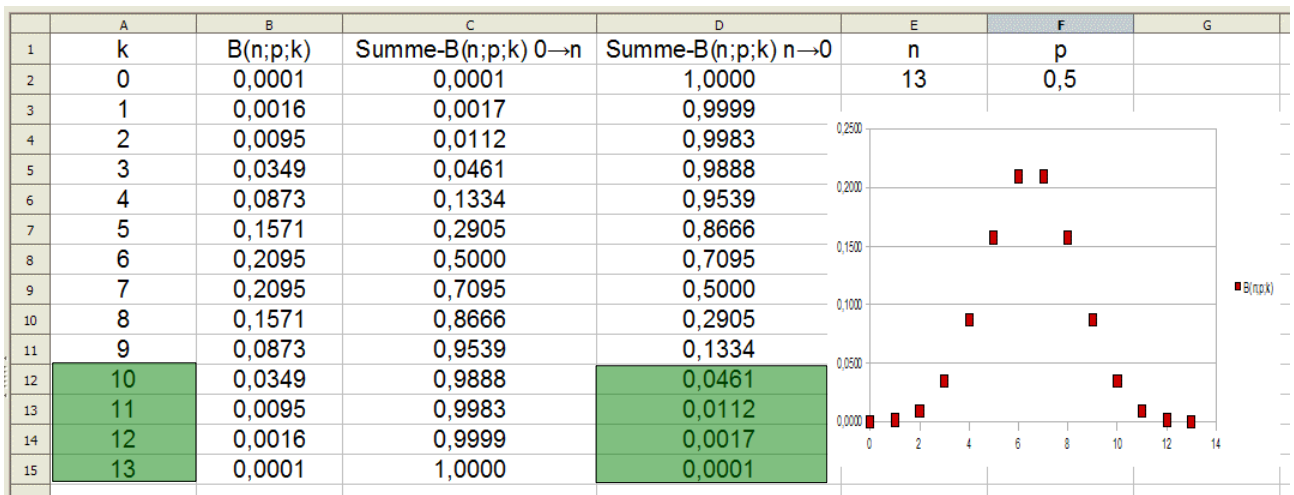 A B C D E F G
1 k B(n;p;k) Summe-B(n;p;k) 0→n Summe-B(n;p;k) n→0 n p
2 0 0,0001 0,0001 1,0000 13 0,5
3 1 0,0016 0,0017 0,9999
4 2 0,0095 0,0112 0,9983
5 3 0,0349 0,0461 0,9888
6 4 0,0873 0,1334 0,9539
7 5 0,1571 0,2905 0,8666
8 6 0,2095 0,5000 0,7095
9 7 0,2095 0,7095 0,5000
10 8 0,1571 0,8666 0,2905
11 9 0,0873 0,9539 0,1334
12 10 0,0349 0,9888 0,0461
13 11 0,0095 0,9983 0,0112
14 12 0,0016 0,9999 0,0017
15 13 0,0001 1,0000 0,0001
0,2500
0,2000
0,1500
0,1000
0,0500
0,0000
0 2 4 6 8 10 12 14
B(n;p;k)